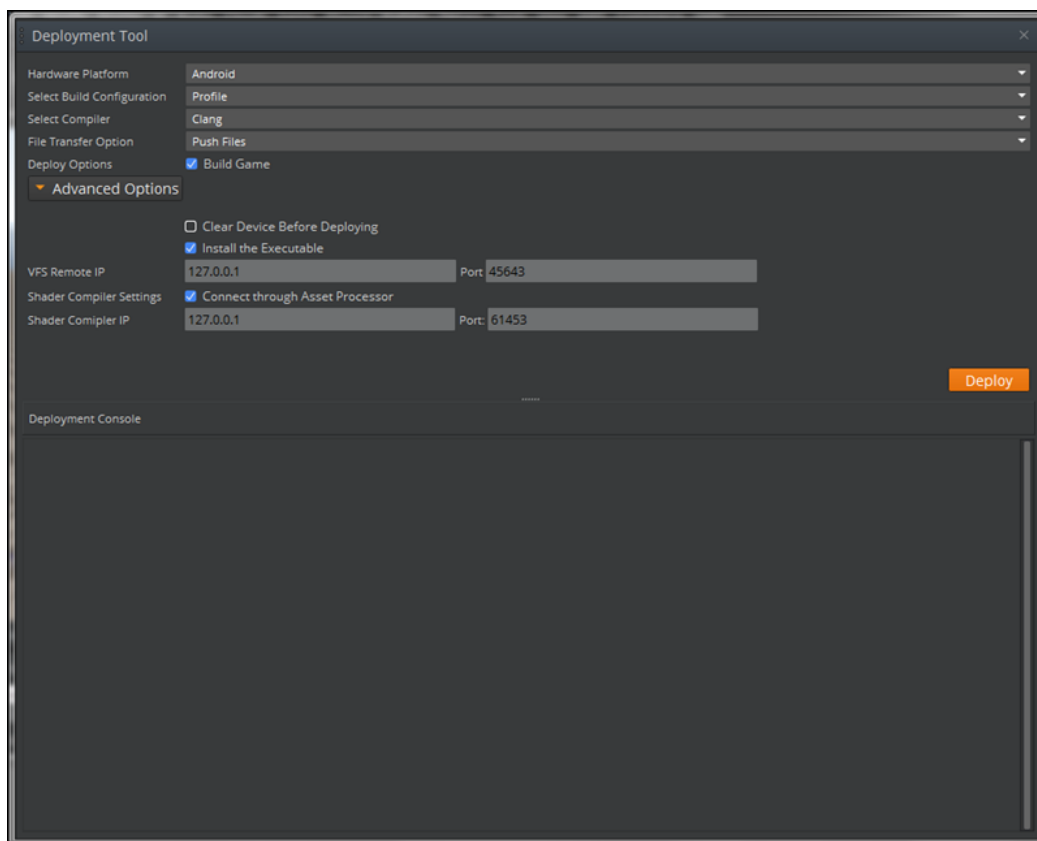 Deployment Tool
Hardware Platform Android
Select Build Configuration Profile
Select Compiler Clang
File Transfer Option Push Files
Deploy Options Build Game
Advanced Options
Clear Device Before Deploying
Install the Executable
VFS Remote IP 127.0.0.1 Port 45643
Shader Compiler Settings Connect through Asset Processor
Shader Comipler IP 127.0.0.1 Port: 61453
Deploy
Deployment Console